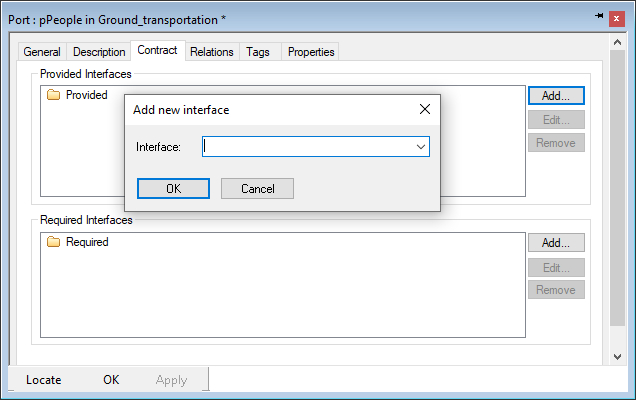 Port : pPeople in Ground_transportation *
General Description Contract Relations Tags Properties
Provided Interfaces
Provided
Add...
Edit...
Remove
Add new interface
Interface:
OK Cancel
Required Interfaces
Required
Add...
Edit...
Remove
Locate OK Apply